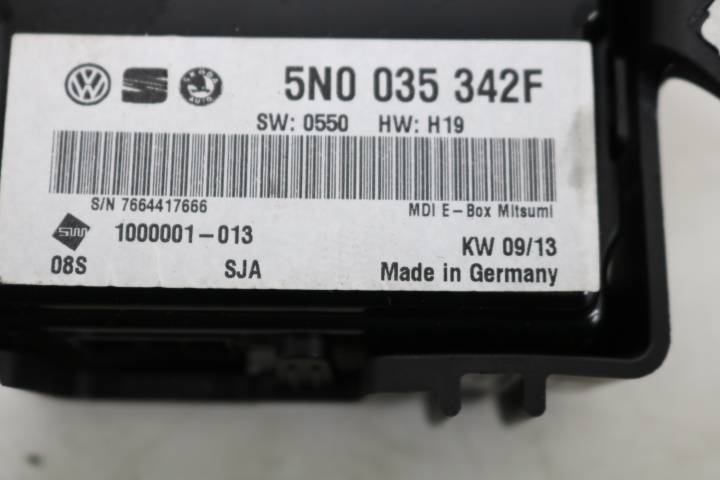 5N0 035 342F
SW: 0550 HW: H19
S/N 7664417666 MDI E-Box Mitsumi
1000001-013 KW 09/13
08S SJA Made in Germany